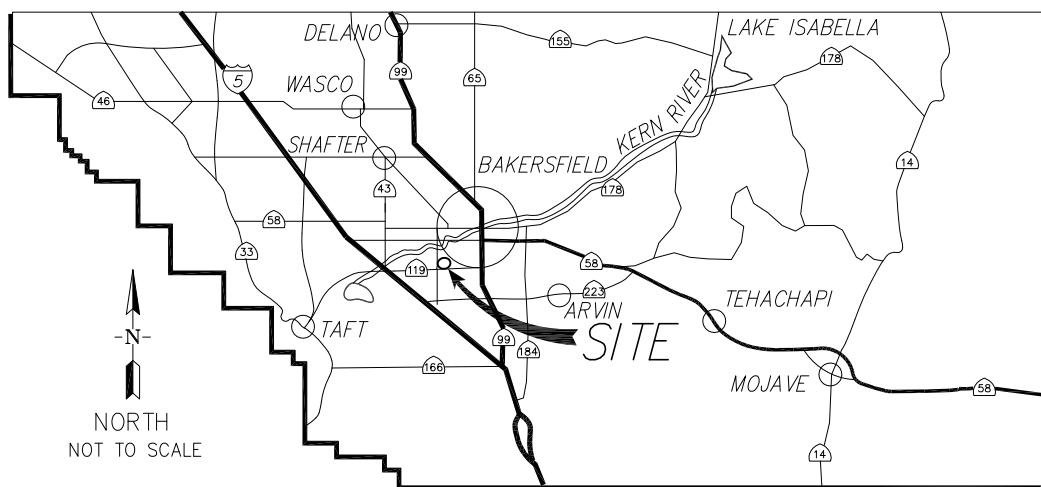 LAKE ISABELLA
DELANO
155
178
99
65
5
WASCO
46
KERN RIVER
SHAFTER
BAKERSFIELD
14
43
178
58
33
119
58
223
ARVIN
TEHACHAPI
-N-
TAFT
99
184
SITE
166
MOJAVE
58
NORTH
NOT TO SCALE
14